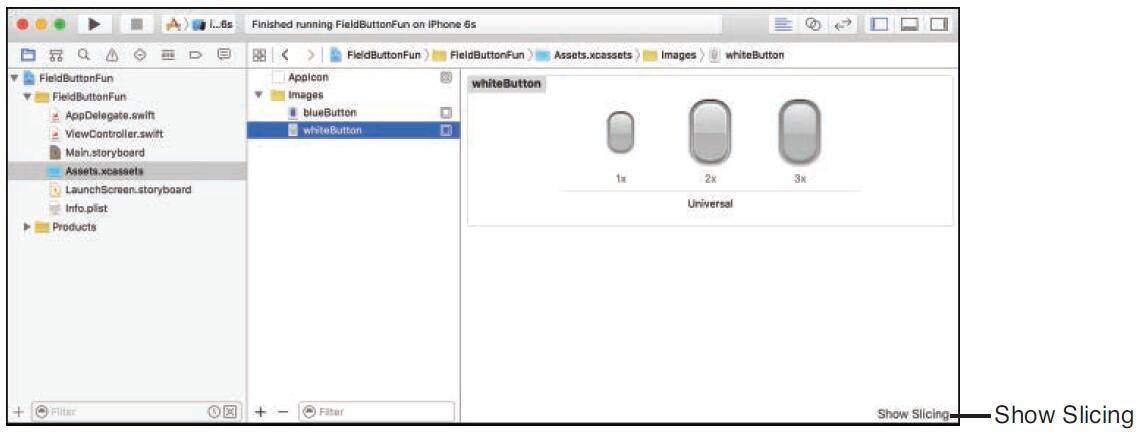 i...6s
Finished running FieldButtonFun on iPhone 6s
FieldButtonFun
FieldButtonFun
Assets.xcassets
Images
whiteButton
FieldButtonFun
FieldButtonFun
AppDelegate.swift
ViewController.swift
Main.storyboard
Assets.xcassets
LaunchScreen.storyboard
Info.plist
Products
Filter
AppIcon
Images
blueButton
whiteButton
Filter
whiteButton
1x 2x 3x
Universal
Show Slicing
Show Slicing